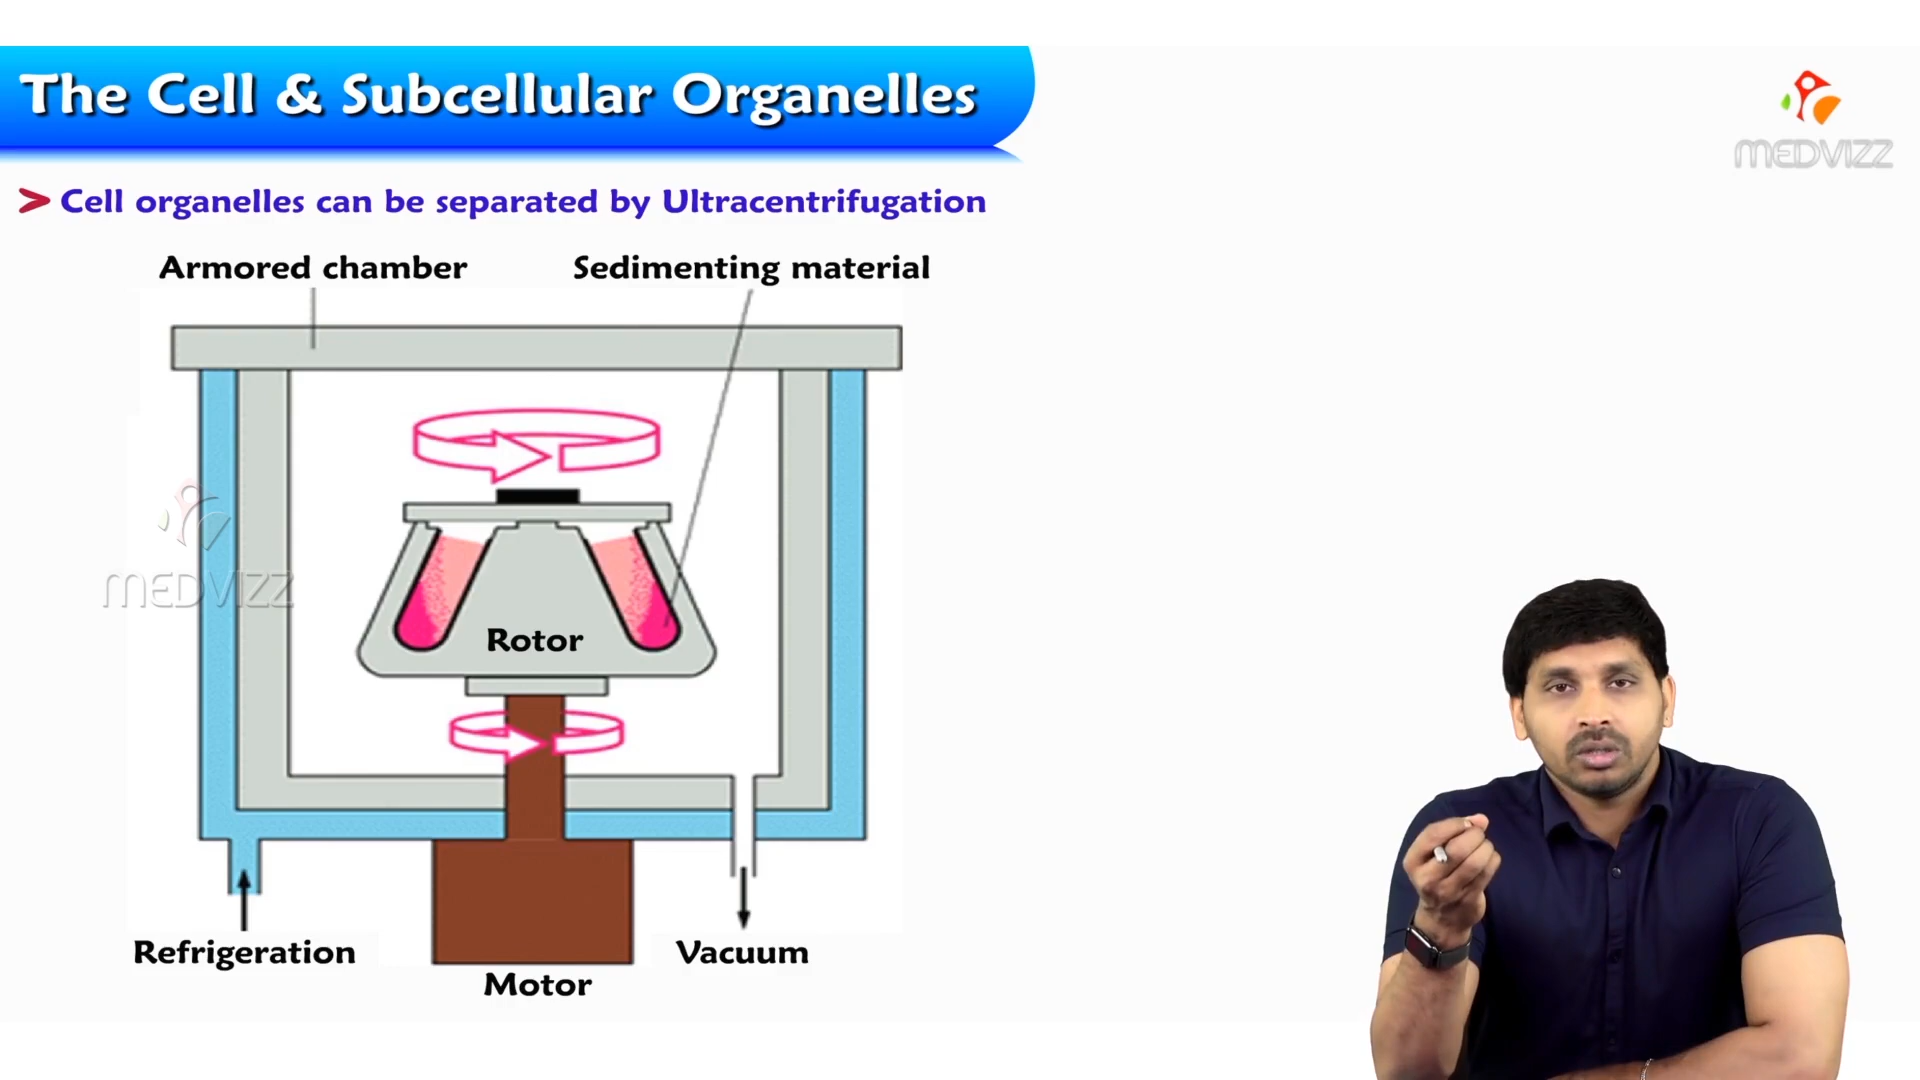 The Cell & Subcellular Organelles
MEDVIZZ
> Cell organelles can be separated by Ultracentrifugation
Armored chamber
Sedimenting material
MEDVIZZ
Rotor
Refrigeration
Vacuum
Motor